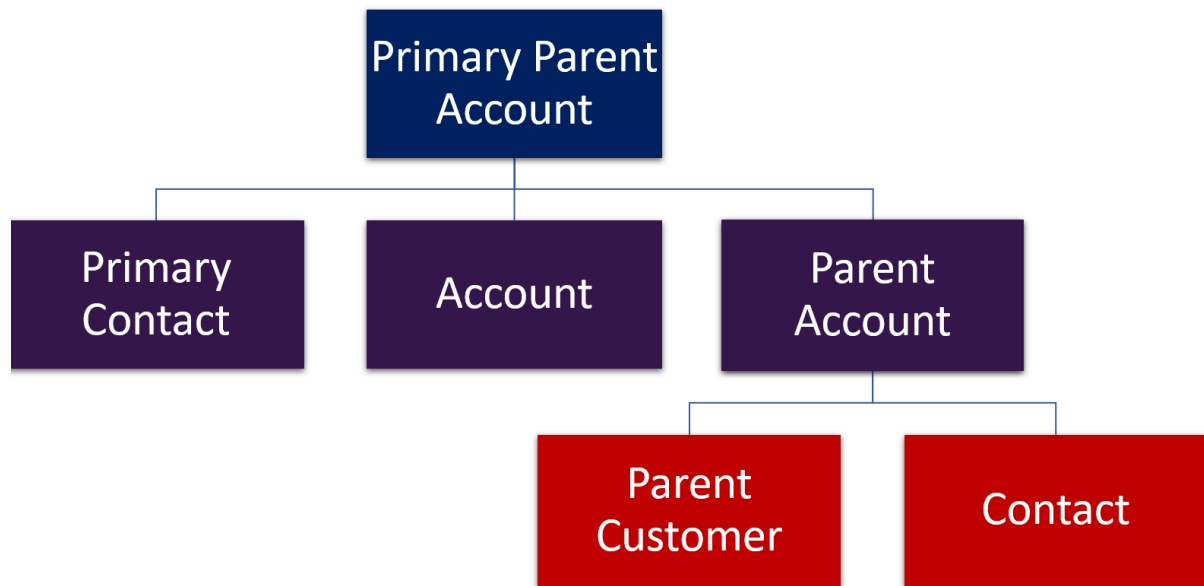 Primary Parent
Account
Primary
Contact
Account
Parent
Account
Parent
Customer
Contact